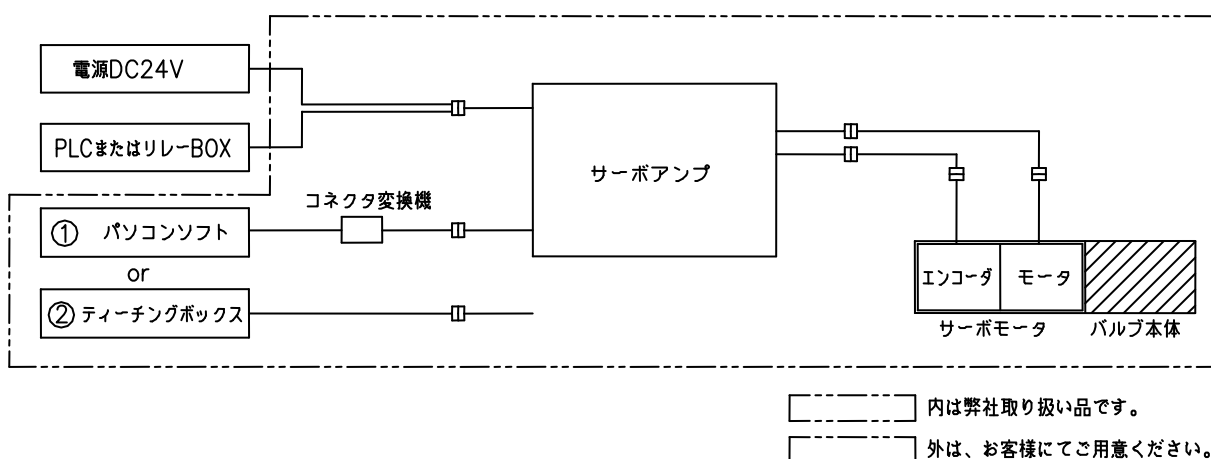 電源DC24V
PLCまたはリレーBOX
コネクタ変換機
サーボアンプ
① パソコンソフト
or
② ティーチングボックス
エンコーダ
モータ
サーボモータ
バルブ本体
内は弊社取り扱い品です。
外は、お客様にてご用意ください。